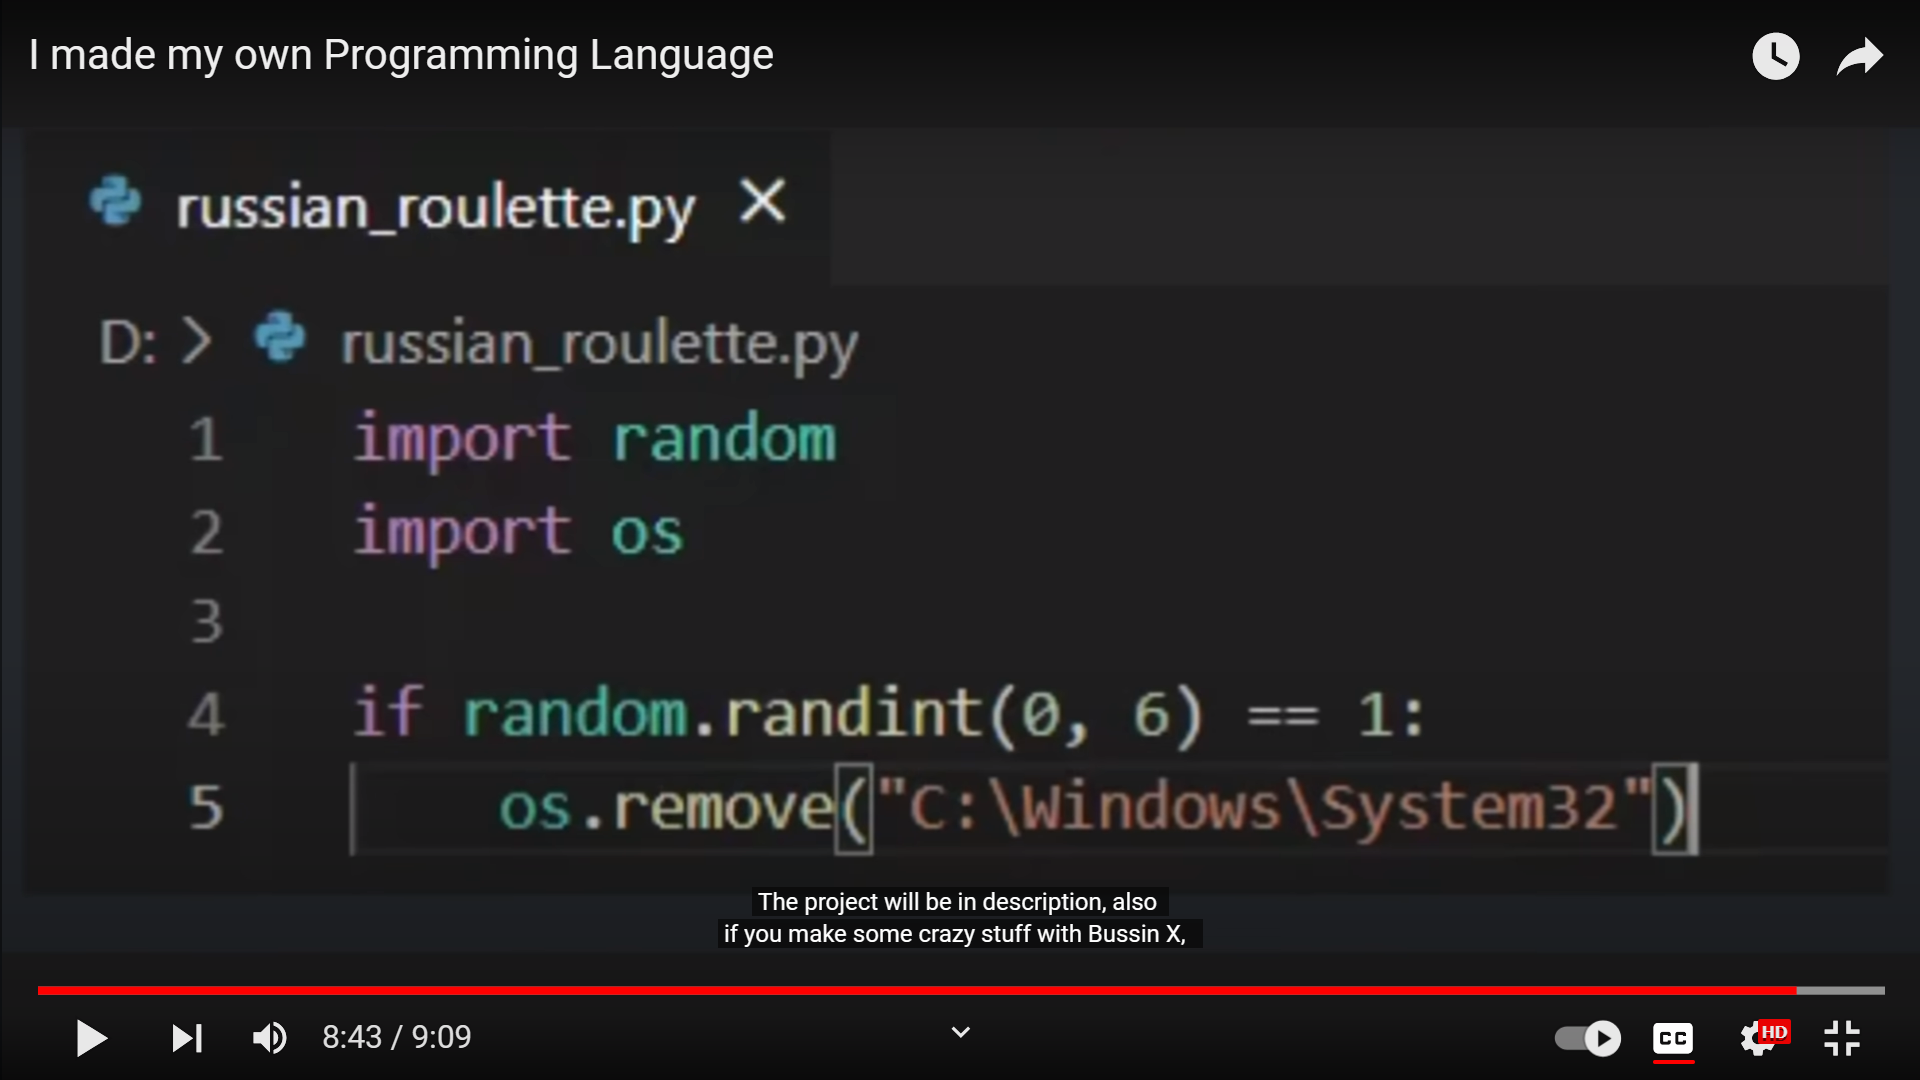 I made my own Programming Language
russian_roulette.py
D: > russian_roulette.py
1 import random
2 import os
3
4 if random.randint(0, 6) == 1:
5 os.remove("C:\Windows\System32")
The project will be in description, also
if you make some crazy stuff with Bussin X,
8:43 / 9:09
CC
HD